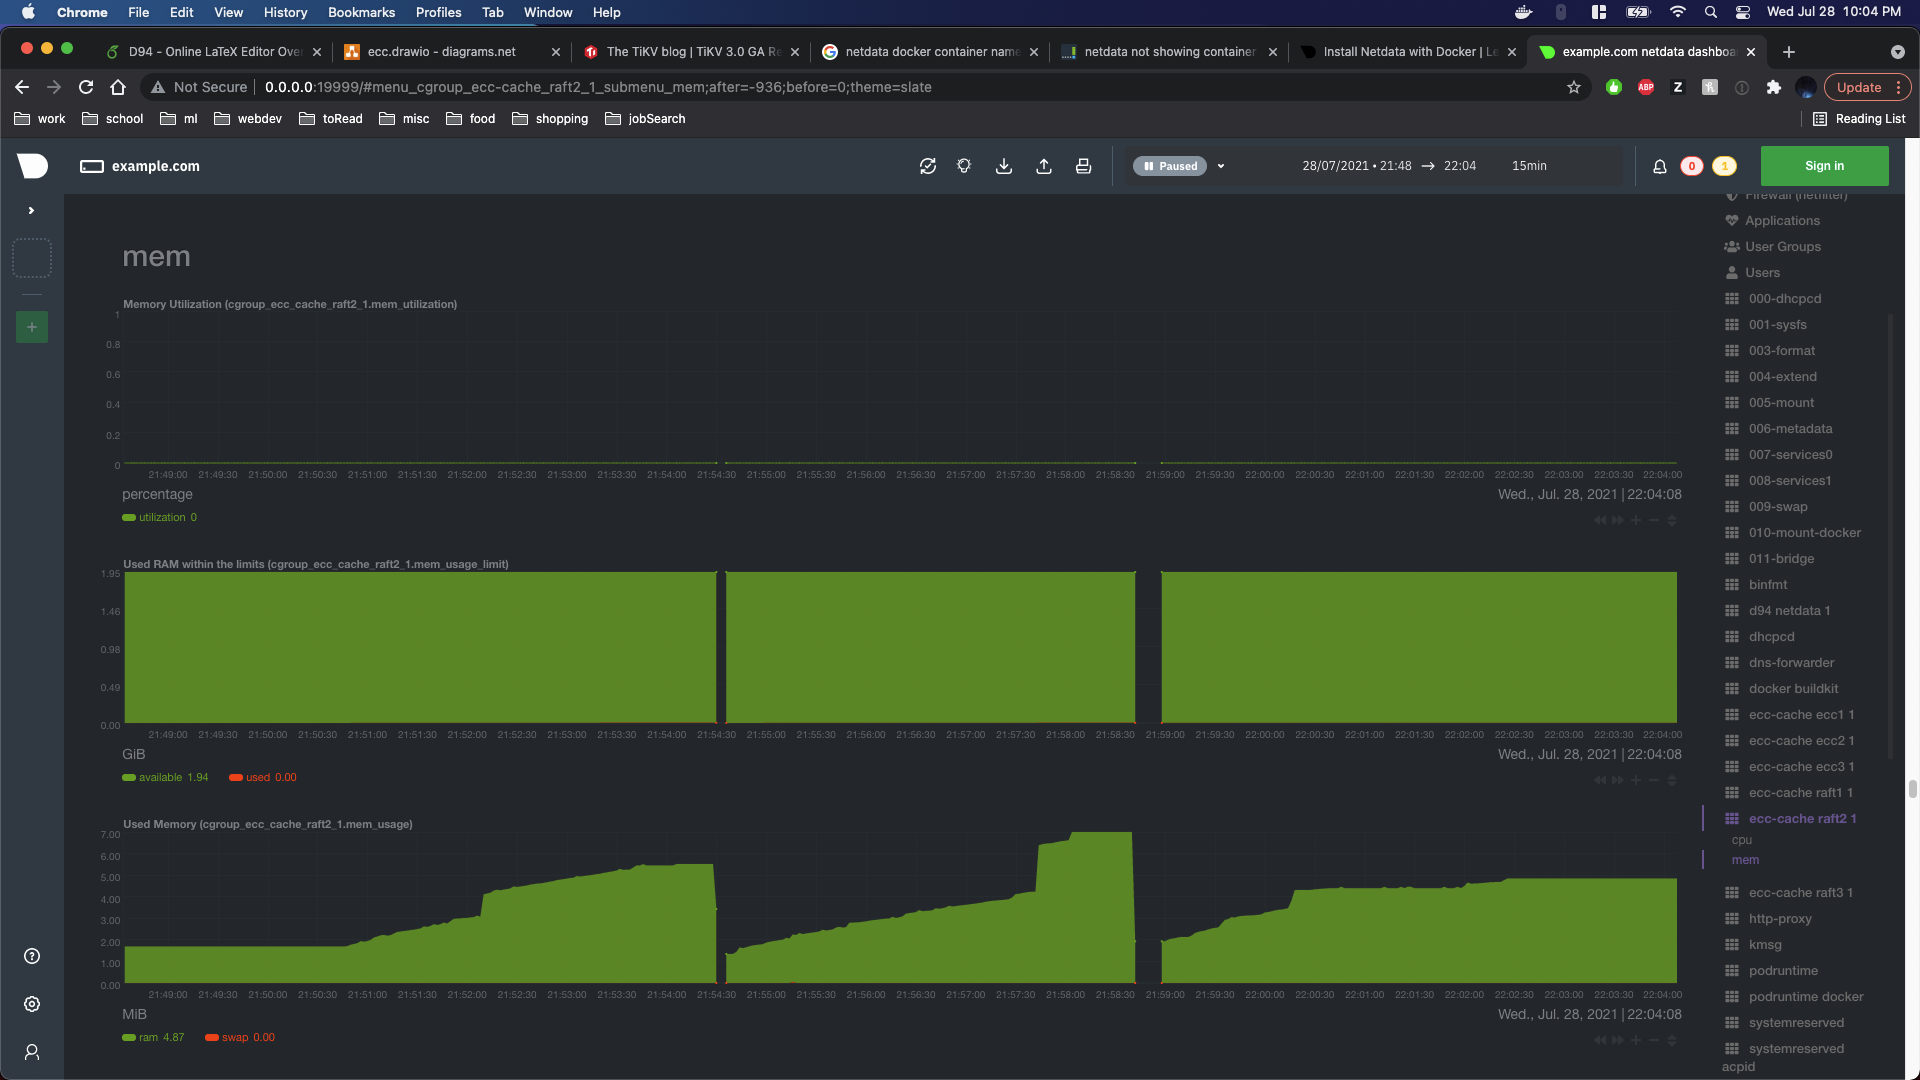 Chrome File Edit View History Bookmarks Profiles Tab Window Help Wed Jul 28 10:04 PM
D94 - Online LaTeX Editor Over ecc.drawio - diagrams.net The TiKV blog | TiKV 3.0 GA Re netdata docker container name netdata not showing container Install Netdata with Docker | Le example.com netdata dashboa
Not Secure 0.0.0.0:19999/#menu_cgroup_ecc-cache_raft2_1_submenu_mem;after=-936;before=0;theme=slate ABP Z Update
work school ml webdev toRead misc food shopping jobSearch Reading List
example.com Paused 28/07/2021 • 21:48 → 22:04 15min 0 1 Sign in
mem
Memory Utilization (cgroup_ecc_cache_raft2_1.mem_utilization)
1
0.8
0.6
0.4
0.2
0
21:49:00 21:49:30 21:50:00 21:50:30 21:51:00 21:51:30 21:52:00 21:52:30 21:53:00 21:53:30 21:54:00 21:54:30 21:55:00 21:55:30 21:56:00 21:56:30 21:57:00 21:57:30 21:58:00 21:58:30 21:59:00 21:59:30 22:00:00 22:00:30 22:01:00 22:01:30 22:02:00 22:02:30 22:03:00 22:03:30 22:04:00
percentage Wed., Jul. 28, 2021 | 22:04:08
utilization 0
Used RAM within the limits (cgroup_ecc_cache_raft2_1.mem_usage_limit)
1.95
1.46
0.98
0.49
0.00
21:49:00 21:49:30 21:50:00 21:50:30 21:51:00 21:51:30 21:52:00 21:52:30 21:53:00 21:53:30 21:54:00 21:54:30 21:55:00 21:55:30 21:56:00 21:56:30 21:57:00 21:57:30 21:58:00 21:58:30 21:59:00 21:59:30 22:00:00 22:00:30 22:01:00 22:01:30 22:02:00 22:02:30 22:03:00 22:03:30 22:04:00
GiB Wed., Jul. 28, 2021 | 22:04:08
available 1.94 used 0.00
Used Memory (cgroup_ecc_cache_raft2_1.mem_usage)
7.00
6.00
5.00
4.00
3.00
2.00
1.00
0.00
21:49:00 21:49:30 21:50:00 21:50:30 21:51:00 21:51:30 21:52:00 21:52:30 21:53:00 21:53:30 21:54:00 21:54:30 21:55:00 21:55:30 21:56:00 21:56:30 21:57:00 21:57:30 21:58:00 21:58:30 21:59:00 21:59:30 22:00:00 22:00:30 22:01:00 22:01:30 22:02:00 22:02:30 22:03:00 22:03:30 22:04:00
MiB Wed., Jul. 28, 2021 | 22:04:08
ram 4.87 swap 0.00
Firewall (netfilter)
Applications
User Groups
Users
000-dhcpcd
001-sysfs
003-format
004-extend
005-mount
006-metadata
007-services0
008-services1
009-swap
010-mount-docker
011-bridge
binfmt
d94 netdata 1
dhcpcd
dns-forwarder
docker buildkit
ecc-cache ecc1 1
ecc-cache ecc2 1
ecc-cache ecc3 1
ecc-cache raft1 1
ecc-cache raft2 1
cpu
mem
ecc-cache raft3 1
http-proxy
kmsg
podruntime
podruntime docker
systemreserved
systemreserved
acpid